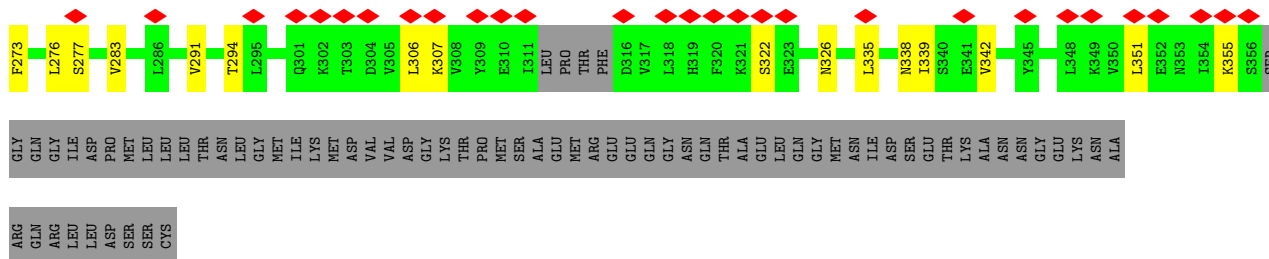 F273 L276 S277 V283 L286 V291 T294 L295 Q301 K302 T303 D304 V305 L306 K307 V308 Y309 E310 I311 LEU PRO THR PHE D316 V317 L318 H319 F320 K321 S322 E323 N326 L335 N338 I339 S340 E341 V342 Y345 L348 K349 V350 L351 E352 N353 I354 K355 S356
GLY GLN GLY ILE ASP PRO MET LEU LEU LEU THR ASN LEU GLY MET ILE LYS MET ASP VAL VAL ASP GLY LYS THR PRO MET SER ALA GLU MET ARG GLU GLU GLN GLY ASN GLN THR ALA GLU LEU GLN GLY MET ASN ILE ASP SER GLU THR LYS ALA ASN ASN GLY GLU LYS ASN ALA
ARG GLN ARG LEU LEU ASP SER SER CYS